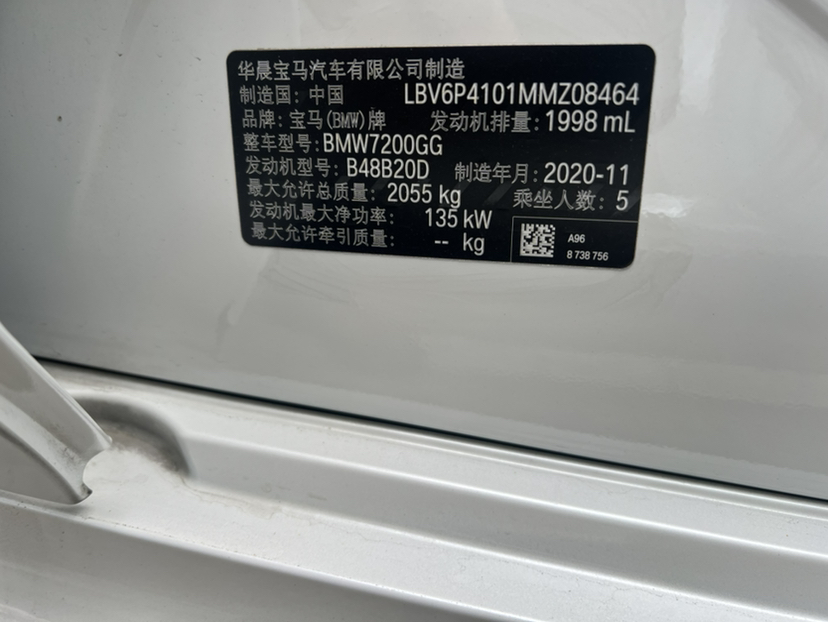 华晨宝马汽车有限公司制造
制造国: 中国 LBV6P4101MMZ08464
品牌: 宝马(BMW)牌 发动机排量: 1998 mL
整车型号: BMW7200GG
发动机型号: B48B20D 制造年月: 2020-11
最大允许总质量: 2055 kg 乘坐人数: 5
发动机最大净功率: 135 kW
最大允许牵引质量: -- kg
A96
8 738 756